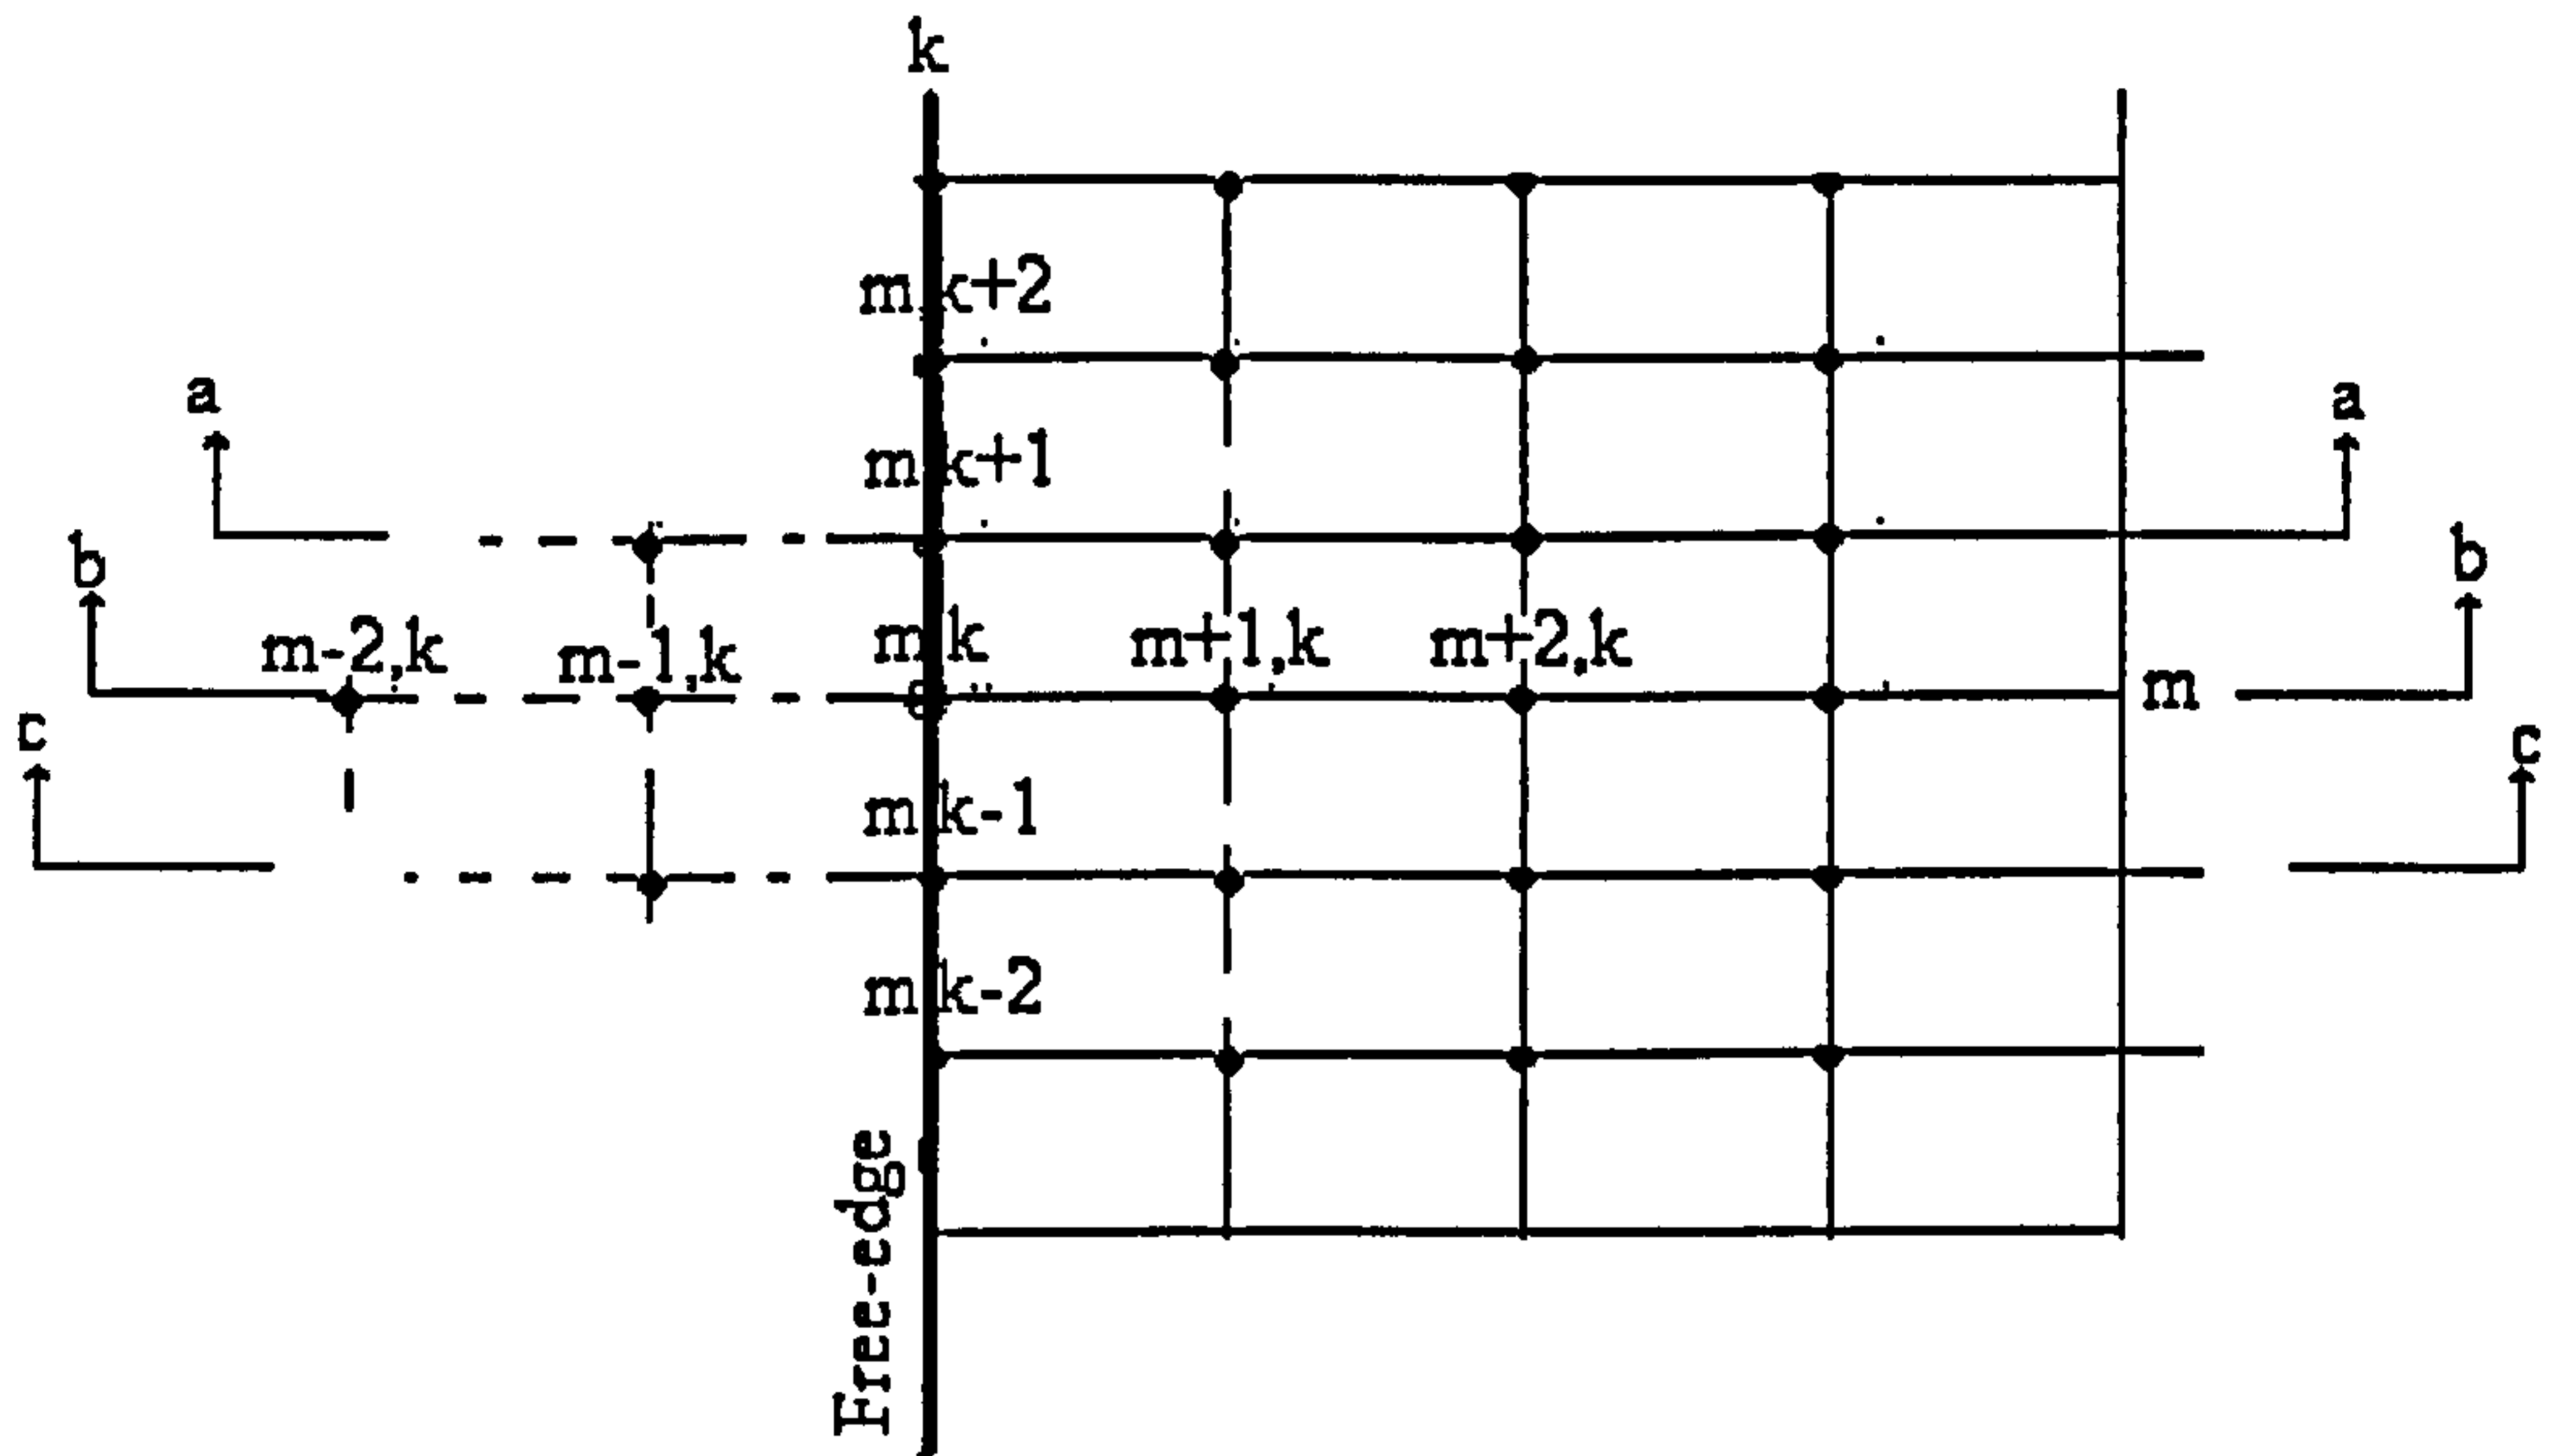 k
m,k+2
a a
m,k+1
b b
m-2,k m-1,k m,k m+1,k m+2,k
m
c c
m,k-1
m,k-2
Free-edge